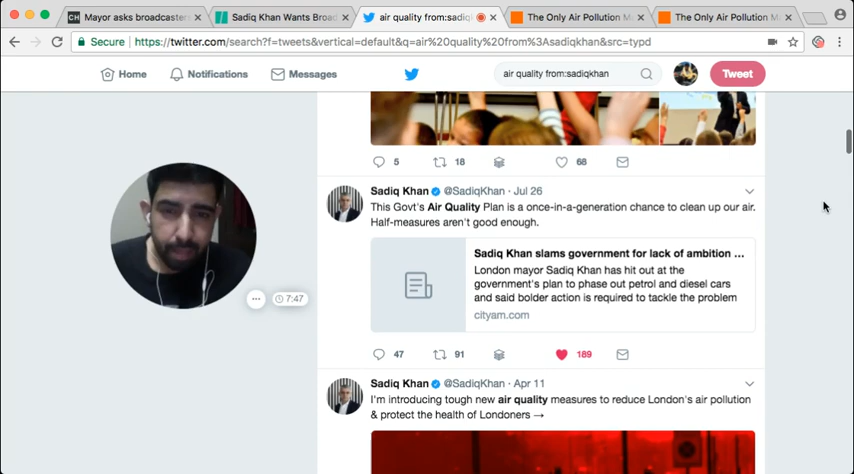 Mayor asks broadcasters
Sadiq Khan Wants Broad
air quality from:sadiq
The Only Air Pollution M
The Only Air Pollution M
Secure
https://twitter.com/search?f=tweets&vertical=default&q=air%20quality%20from%3Asadiqkhan&src=typd
Home
Notifications
Messages
air quality from:sadiqkhan
Tweet
5
18
68
Sadiq Khan @SadiqKhan · Jul 26
This Govt's Air Quality Plan is a once-in-a-generation chance to clean up our air.
Half-measures aren't good enough.
Sadiq Khan slams government for lack of ambition ...
London mayor Sadiq Khan has hit out at the
government's plan to phase out petrol and diesel cars
and said bolder action is required to tackle the problem
cityam.com
7:47
47
91
189
Sadiq Khan @SadiqKhan · Apr 11
I'm introducing tough new air quality measures to reduce London's air pollution
& protect the health of Londoners →